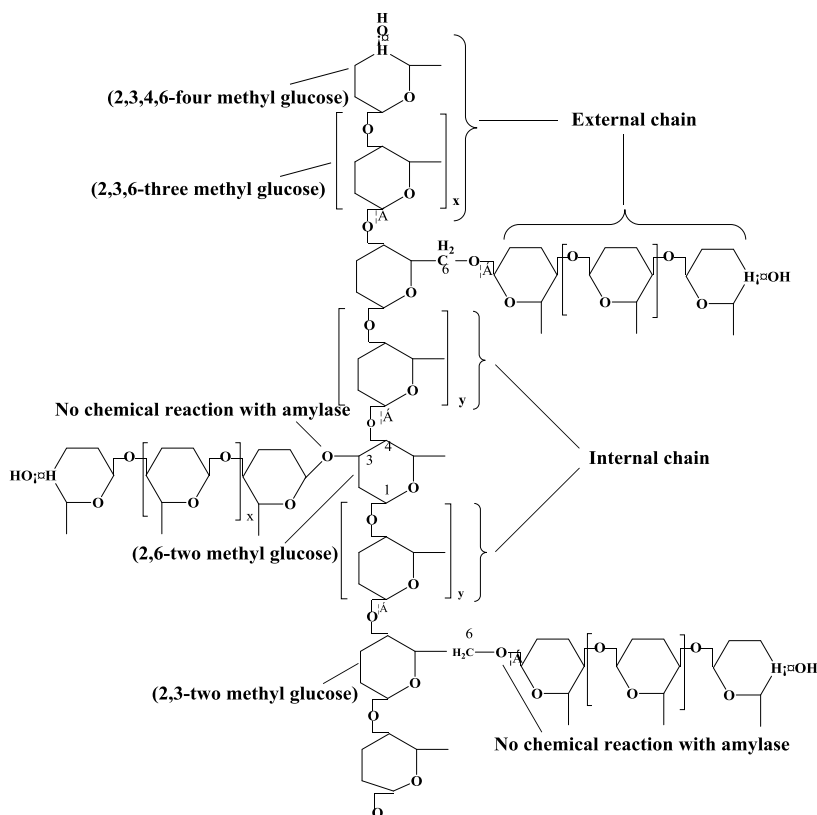 H
O
¡¤
H
O
(2,3,4,6-four methyl glucose)
O
External chain
O
(2,3,6-three methyl glucose)
x
¦Á
O
H2
C
6
O
¦Á
O
O
H¡¤OH
O
O
O
O
O
O
y
No chemical reaction with amylase
¦Á
O
4
O
O
O
3
HO¡¤H
Internal chain
1
O
O
O
O
x
O
(2,6-two methyl glucose)
O
y
¦Á
O
6
H2C
O
¦Á
O
O
H¡¤OH
(2,3-two methyl glucose)
O
O
O
O
O
No chemical reaction with amylase
O
O